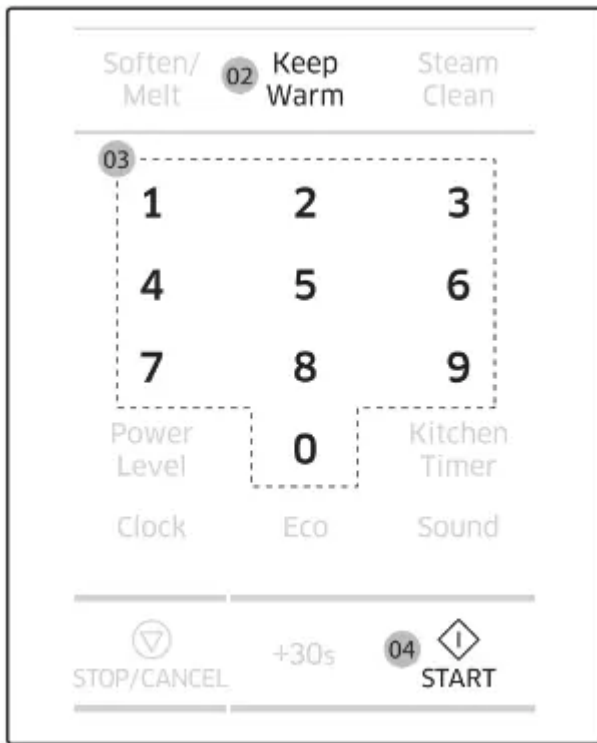 Soften/ 02 Keep Steam
Melt Warm Clean
03
1 2 3
4 5 6
7 8 9
Power 0 Kitchen
Level Timer
Clock Eco Sound
+30s 04
STOP/CANCEL START